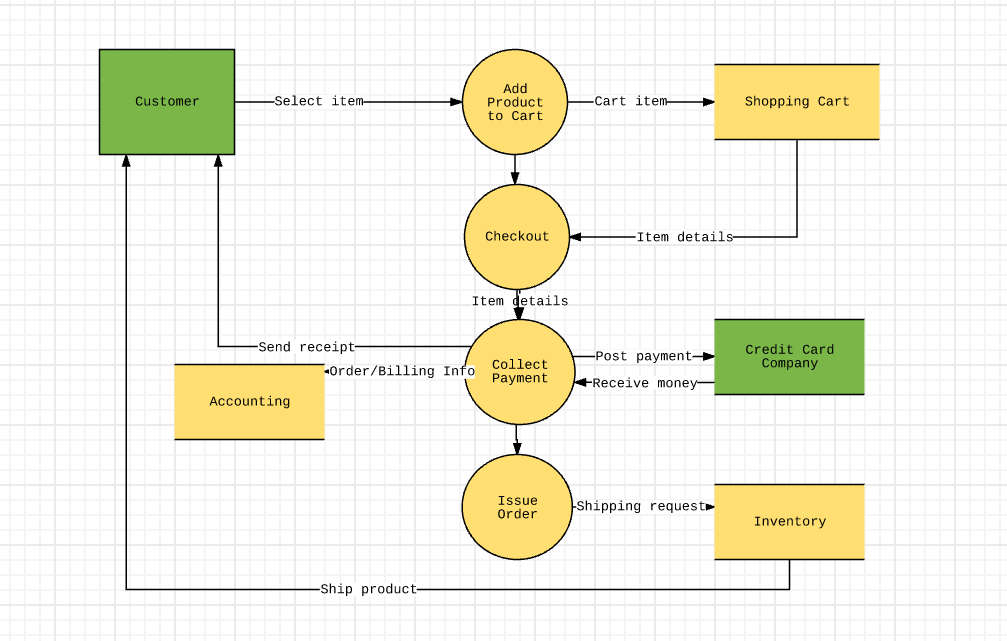 Customer
Select item
Add
Product
to Cart
Cart item
Shopping Cart
Checkout
Item details
Item details
Send receipt
Order/Billing Info
Collect
Payment
Post payment
Receive money
Credit Card
Company
Accounting
Issue
Order
Shipping request
Inventory
Ship product